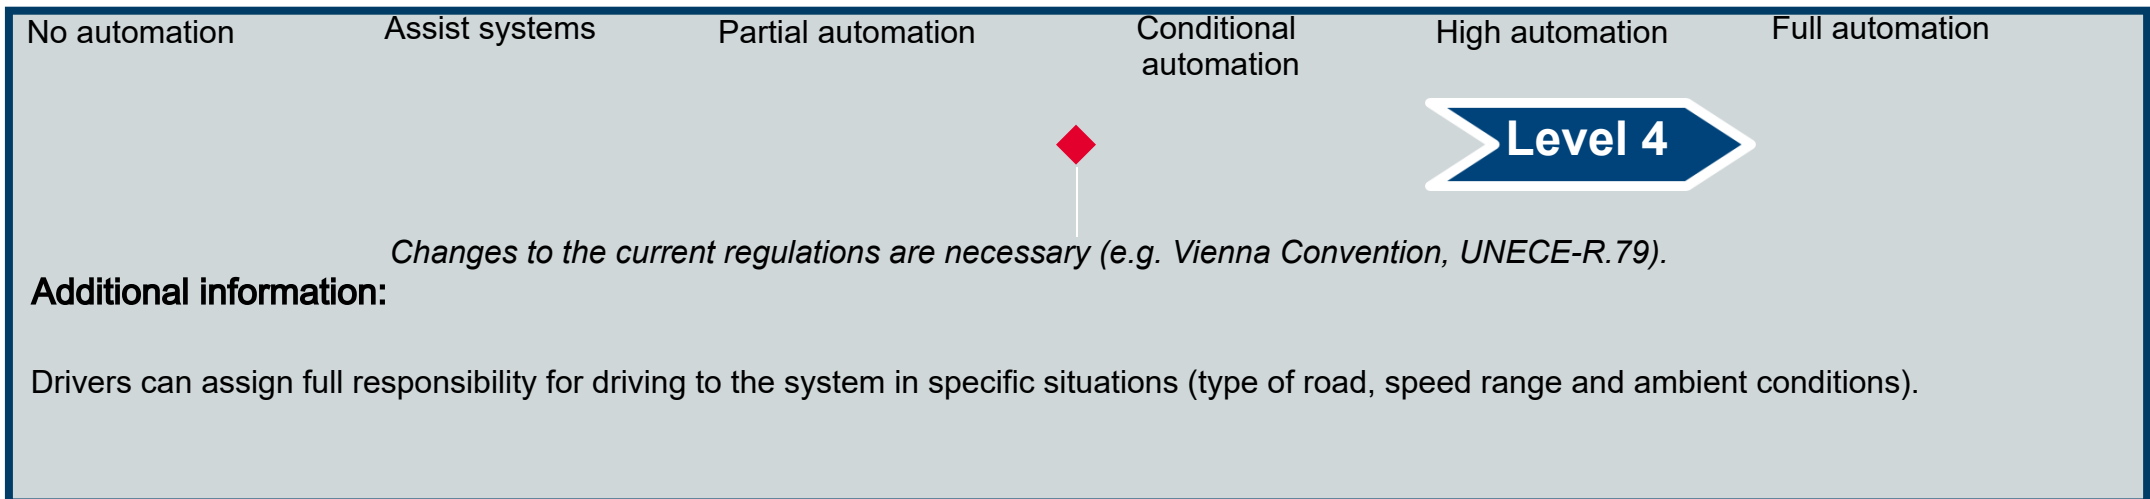 No automation
Assist systems
Partial automation
Conditional
automation
High automation
Full automation
Level 4
Changes to the current regulations are necessary (e.g. Vienna Convention, UNECE-R.79).
Additional information:
Drivers can assign full responsibility for driving to the system in specific situations (type of road, speed range and ambient conditions).